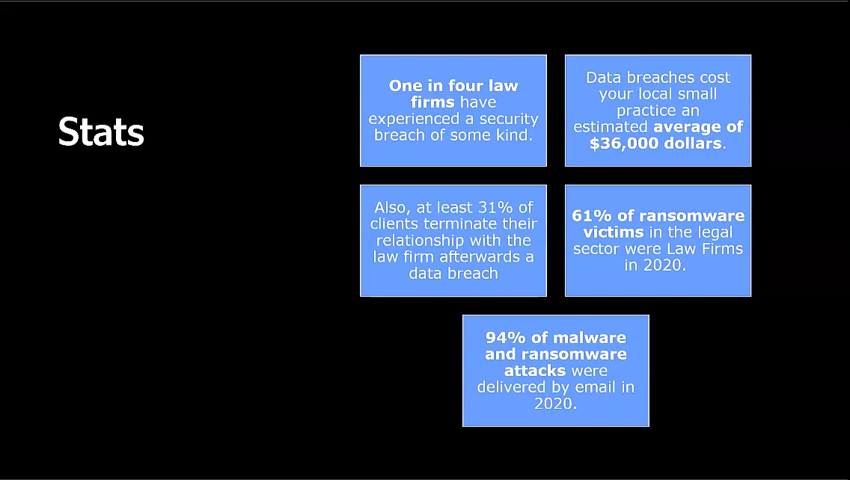 Stats
One in four law
firms have
experienced a security
breach of some kind.
Data breaches cost
your local small
practice an
estimated average of
$36,000 dollars.
Also, at least 31% of
clients terminate their
relationship with the
law firm afterwards a
data breach
61% of ransomware
victims in the legal
sector were Law Firms
in 2020.
94% of malware
and ransomware
attacks were
delivered by email in
2020.